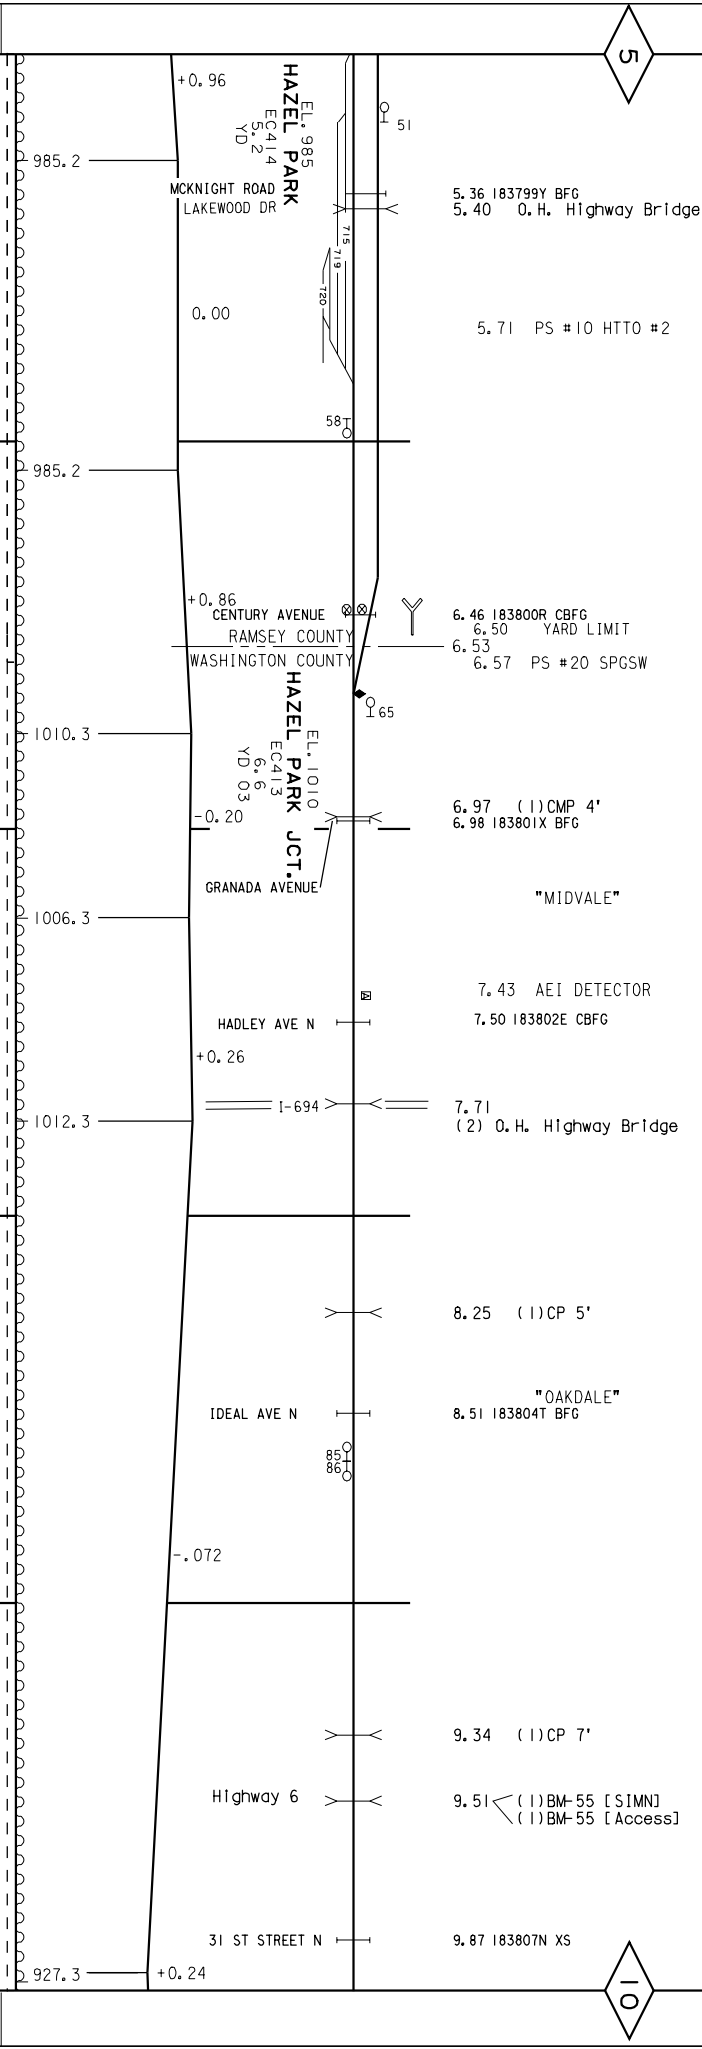 5
+0.96
HAZEL PARK
EL. 985
EC414
5.2
YD
51
985.2
MCKNIGHT ROAD
5.36 183799Y BFG
LAKEWOOD DR
5.40 O.H. Highway Bridge
715
719
720
0.00
5.71 PS #10 HTTO #2
58
985.2
+0.86
CENTURY AVENUE
6.46 183800R CBFG
6.50 YARD LIMIT
RAMSEY COUNTY
6.53
WASHINGTON COUNTY
6.57 PS #20 SPGSW
65
HAZEL PARK JCT.
EL. 1010
EC413
6.6
YD 03
1010.3
-0.20
6.97 (1)CMP 4'
6.98 183801X BFG
GRANADA AVENUE
"MIDVALE"
1006.3
7.43 AEI DETECTOR
A
HADLEY AVE N
7.50 183802E CBFG
+0.26
I-694
7.71
(2) O.H. Highway Bridge
1012.3
8.25 (1)CP 5'
"OAKDALE"
IDEAL AVE N
8.51 183804T BFG
85
86
-.072
9.34 (1)CP 7'
Highway 6
9.51 (1)BM-55 [SIMN]
(1)BM-55 [Access]
31 ST STREET N
9.87 183807N XS
927.3
+0.24
10